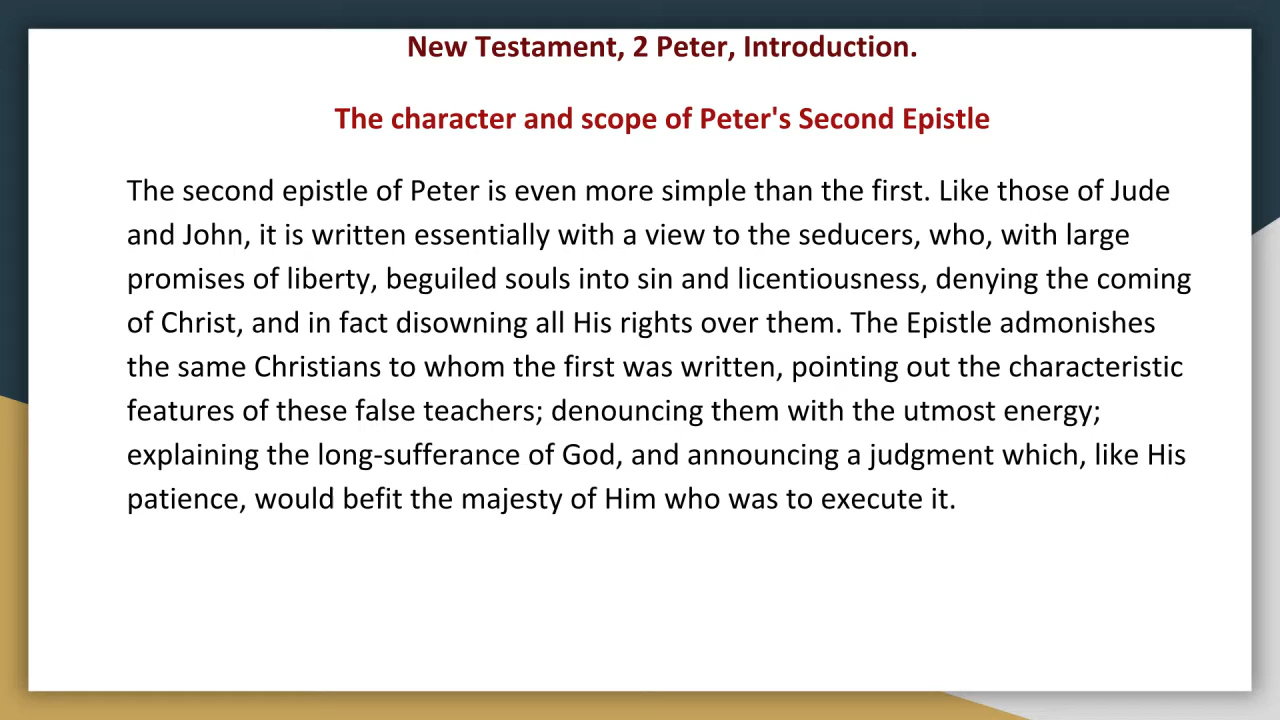 New Testament, 2 Peter, Introduction.
The character and scope of Peter's Second Epistle
The second epistle of Peter is even more simple than the first. Like those of Jude
and John, it is written essentially with a view to the seducers, who, with large
promises of liberty, beguiled souls into sin and licentiousness, denying the coming
of Christ, and in fact disowning all His rights over them. The Epistle admonishes
the same Christians to whom the first was written, pointing out the characteristic
features of these false teachers; denouncing them with the utmost energy;
explaining the long-sufferance of God, and announcing a judgment which, like His
patience, would befit the majesty of Him who was to execute it.